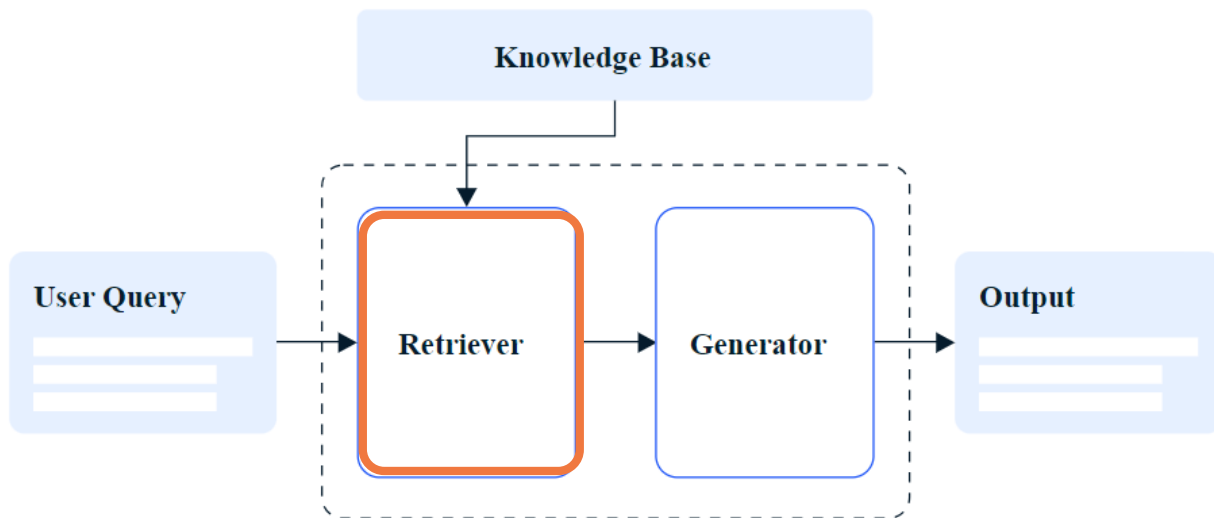 Knowledge Base
User Query
Retriever
Generator
Output